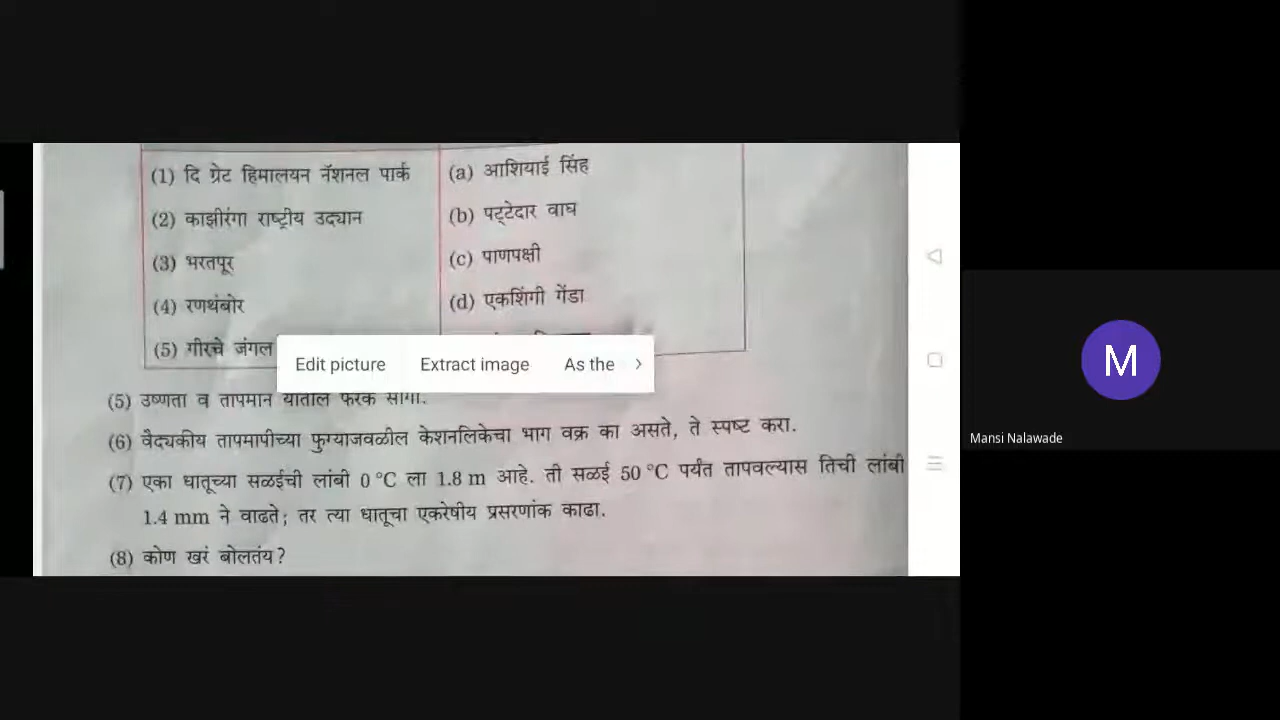 (1) दि ग्रेट हिमालयन नॅशनल पार्क (a) आशियाई सिंह
(2) काझीरंगा राष्ट्रीय उद्यान (b) पट्टेदार वाघ
(3) भरतपूर (c) पाणपक्षी
(4) रणथंबोर (d) एकशिंगी गेंडा
(5) गीरचे जंगल
Edit picture Extract image As the
(5) उष्णता व तापमान यांतील फरक सांगा.
(6) वैद्यकीय तापमापीच्या फुग्याजवळील केशनलिकेचा भाग वक्र का असते, ते स्पष्ट करा.
(7) एका धातूच्या सळईची लांबी 0 °C ला 1.8 m आहे. ती सळई 50 °C पर्यंत तापवल्यास तिची लांबी
1.4 mm ने वाढते; तर त्या धातूचा एकरेषीय प्रसरणांक काढा.
(8) कोण खरं बोलतंय?
M
Mansi Nalawade